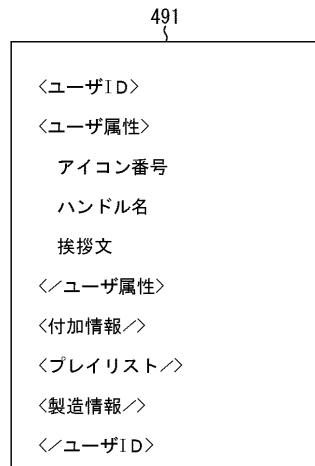 491
<ユーザID>
<ユーザ属性>
アイコン番号
ハンドル名
挨拶文
</ユーザ属性>
<付加情報/>
<プレイリスト/>
<製造情報/>
</ユーザID>